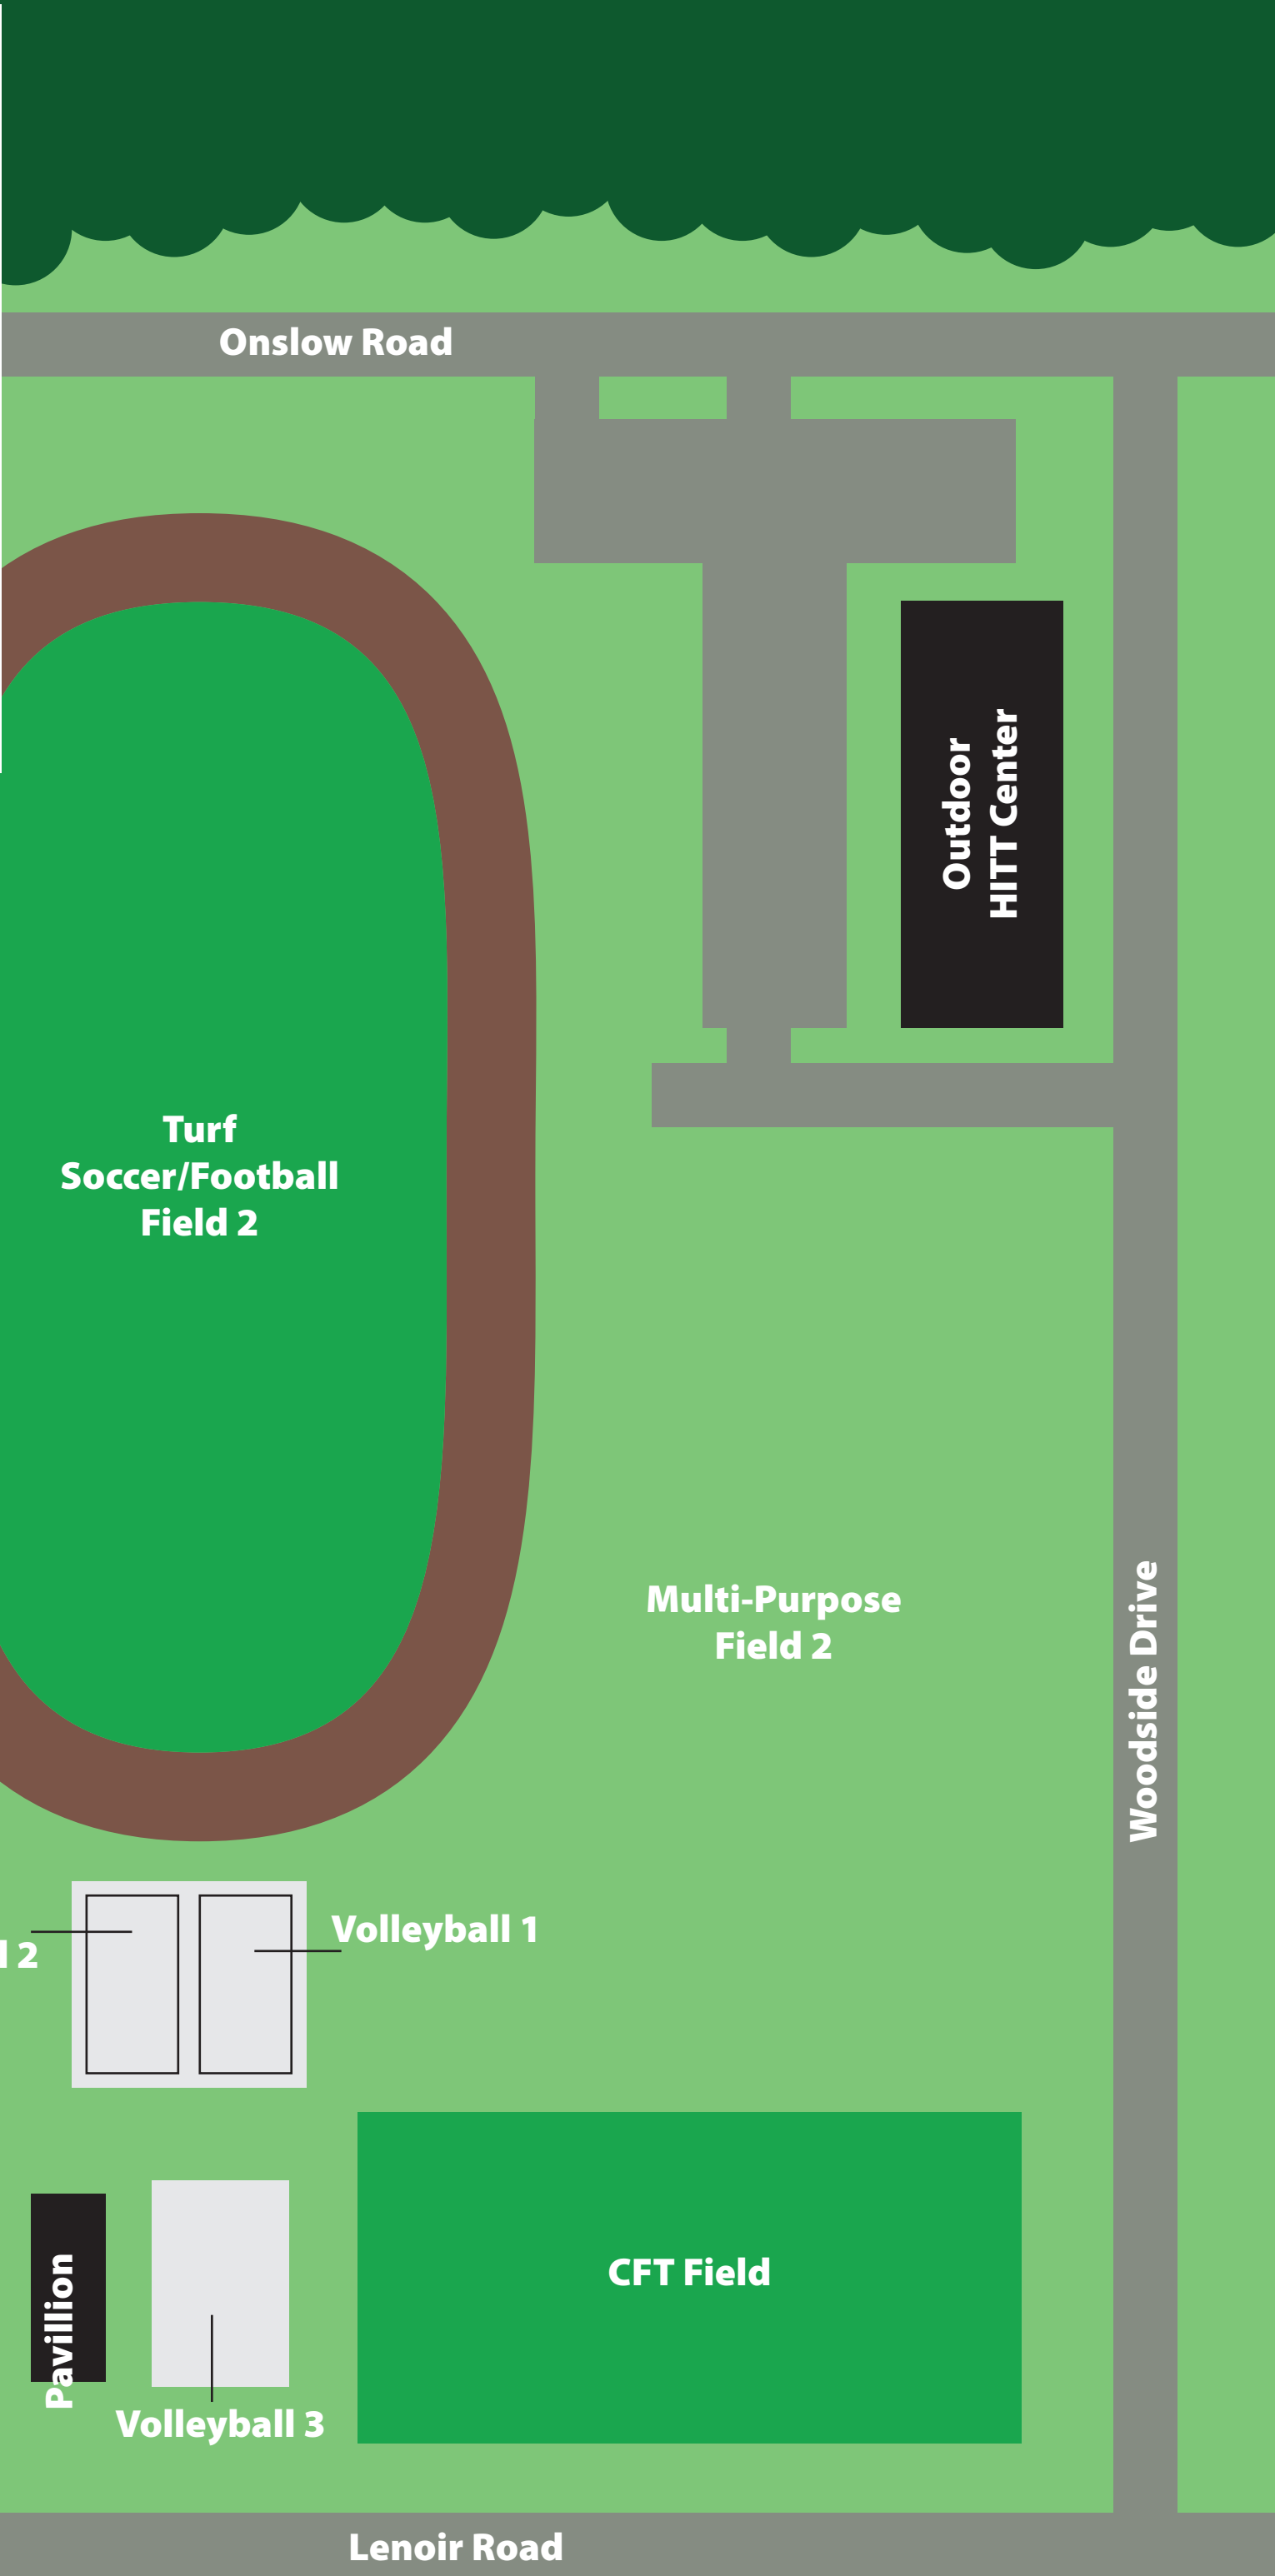 Onslow Road
Outdoor
HITT Center
Turf
Soccer/Football
Field 2
Multi-Purpose
Field 2
Woodside Drive
Volleyball 1
2
CFT Field
Pavillion
Volleyball 3
Lenoir Road